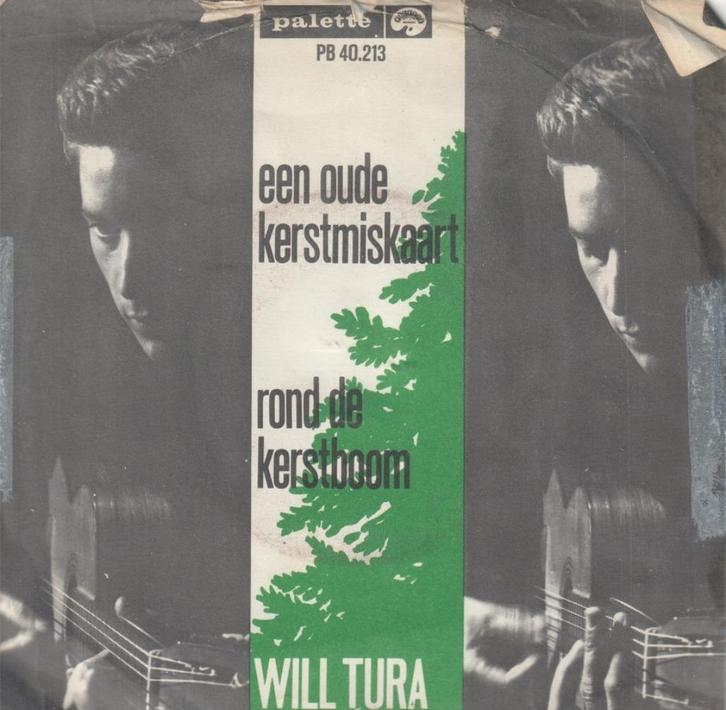 palette
PB 40.213
een oude
kerstmiskaart
rond de
kerstboom
WILL TURA